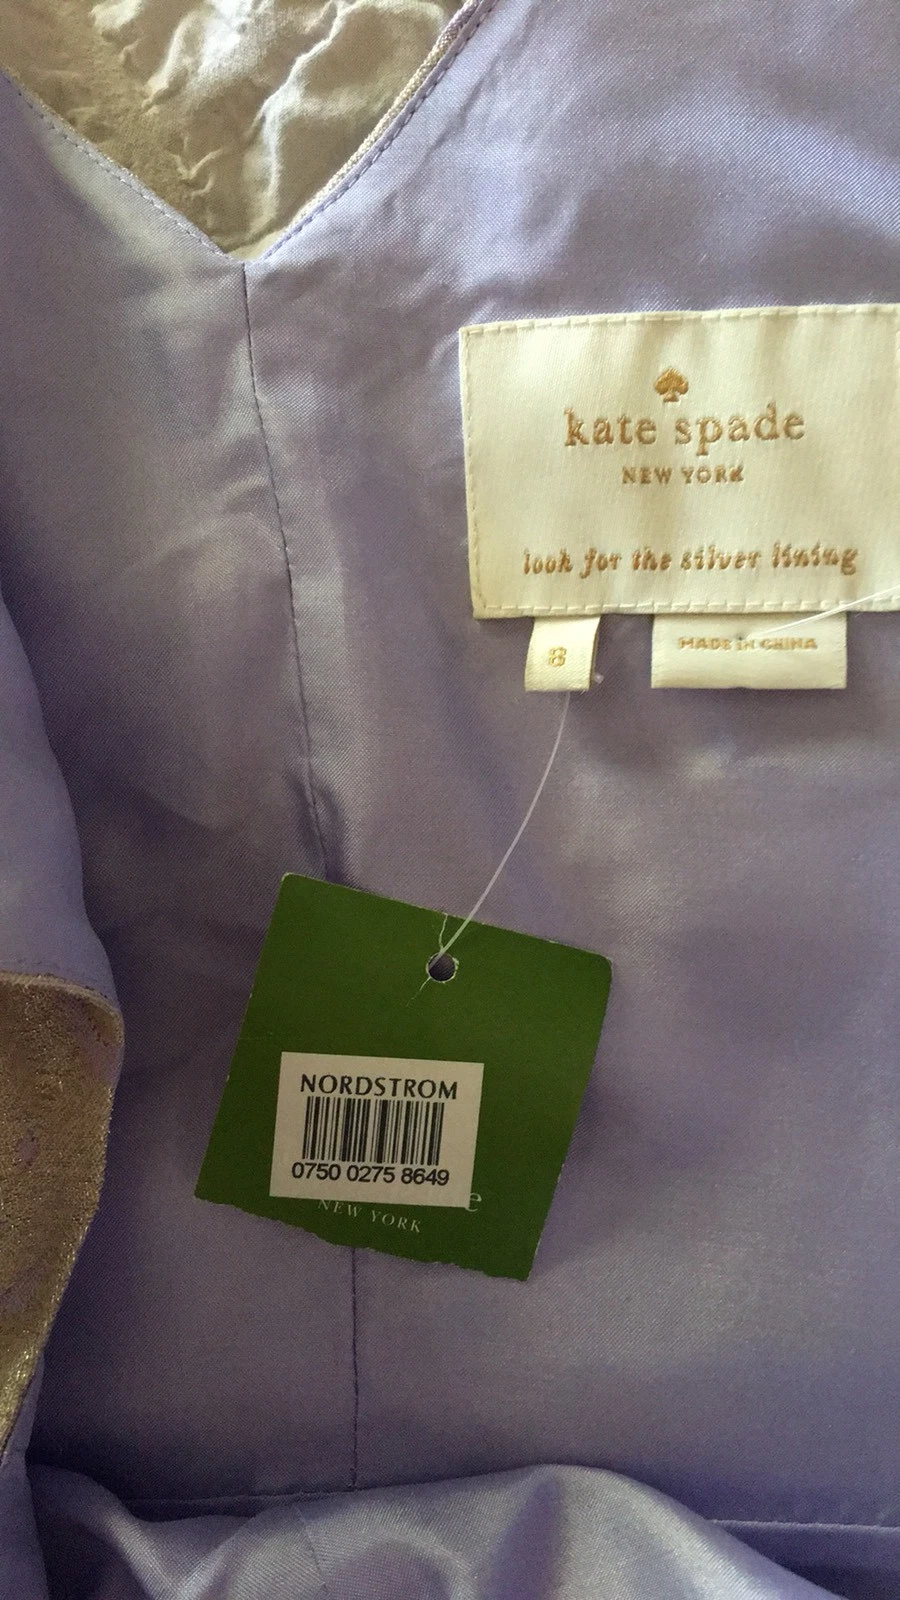 kate spade
NEW YORK
look for the silver lining
8
MADE IN CHINA
NORDSTROM
0750 0275 8649
e
NEW YORK